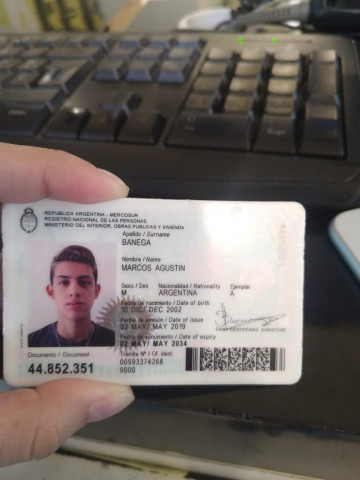 REPUBLICA ARGENTINA - MERCOSUR
REGISTRO NACIONAL DE LAS PERSONAS
MINISTERIO DEL INTERIOR, OBRAS PUBLICAS Y VIVIENDA
Apellido / Surname
BANEGA
Nombre / Name
MARCOS AGUSTIN
Sexo / Sex Nacionalidad / Nationality Ejemplar
M ARGENTINA A
Fecha de nacimiento / Date of birth
10 DIC/ DEC 2002
Fecha de emisión / Date of issue
02 MAY/ MAY 2019
Fecha de vencimiento / Date of expiry
02 MAY/ MAY 2034
FIRMA IDENTIFICADO / SIGNATURE
Documento / Document
44.852.351
Trámite Nº / Of. ident.
00593374268
9000